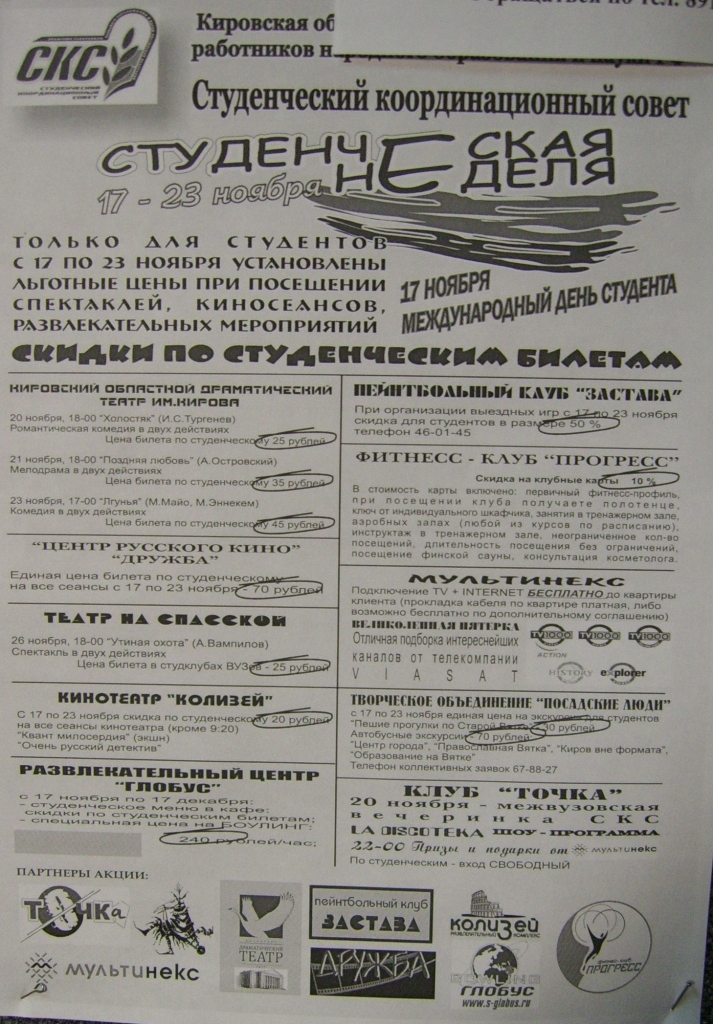 СКС
СТУДЕНЧЕСКИЙ
КООРДИНАЦИОННЫЙ
СОВЕТ
Кировская
работников
Студенческий координационный совет
СТУДЕНЧЕСКАЯ
НЕДЕЛЯ
17 - 23 ноября
ТОЛЬКО ДЛЯ СТУДЕНТОВ
С 17 ПО 23 НОЯБРЯ УСТАНОВЛЕНЫ
ЛЬГОТНЫЕ ЦЕНЫ ПРИ ПОСЕЩЕНИИ
СПЕКТАКЛЕЙ, КИНОСЕАНСОВ,
РАЗВЛЕКАТЕЛЬНЫХ МЕРОПРИЯТИЙ
17 НОЯБРЯ
МЕЖДУНАРОДНЫЙ ДЕНЬ СТУДЕНТА
СКИДКИ ПО СТУДЕНЧЕСКИМ БИЛЕТАМ
КИРОВСКИЙ ОБЛАСТНОЙ ДРАМАТИЧЕСКИЙ
ТЕАТР ИМ.КИРОВА
20 ноября, 18-00 "Холостяк" (И.С.Тургенев)
Романтическая комедия в двух действиях
Цена билета по студенческому 25 рублей
21 ноября, 18-00 "Поздняя любовь" (А.Островский)
Мелодрама в двух действиях
Цена билета по студенческому 35 рублей
23 ноября, 17-00 "Лгунья" (М.Майо, М.Эннекем)
Комедия в двух действиях
Цена билета по студенческому 45 рублей
"ЦЕНТР РУССКОГО КИНО"
"ДРУЖБА"
Единая цена билета по студенческому
на все сеансы с 17 по 23 ноября - 70 рублей
ТЕАТР НА СПАССКОЙ
26 ноября, 18-00 "Утиная охота" (А.Вампилов)
Спектакль в двух действиях
Цена билета в студклубах ВУЗов - 25 рублей
КИНОТЕАТР "КОЛИЗЕЙ"
С 17 по 23 ноября скидка по студенческому 20 рублей
на все сеансы кинотеатра (кроме 9:20)
"Квант милосердия" (экшн)
"Очень русский детектив"
РАЗВЛЕКАТЕЛЬНЫЙ ЦЕНТР
"ГЛОБУС"
с 17 ноября по 17 декабря:
- студенческое меню в кафе;
скидки по студенческим билетам;
- специальная цена на БОУЛИНГ:
240 рублей/час;
ПЕЙНТБОЛЬНЫЙ КЛУБ "ЗАСТАВА"
При организации выездных игр с 17 по 23 ноября
скидка для студентов в размере 50 %
телефон 46-01-45
ФИТНЕСС - КЛУБ "ПРОГРЕСС"
Скидка на клубные карты 10 %
В стоимость карты включено: первичный фитнесс-профиль,
при посещении клуба получаете полотенце,
ключ от индивидуального шкафчика, занятия в тренажерном зале,
аэробных залах (любой из курсов по расписанию),
инструктаж в тренажерном зале, неограниченное кол-во
посещений, длительность посещения без ограничений,
посещение финской сауны, консультация косметолога.
МУЛЬТИНЕКС
Подключение TV + INTERNET БЕСПЛАТНО до квартиры
клиента (прокладка кабеля по квартире платная, либо
возможно бесплатно по дополнительному соглашению)
ВЕЛИКОЛЕПНАЯ ПЯТЕРКА
Отличная подборка интереснейших
каналов от телекомпании
VIASAT
TV1000 TV1000 TV1000
ACTION
HISTORY explorer
ТВОРЧЕСКОЕ ОБЪЕДИНЕНИЕ "ПОСАДСКИЕ ЛЮДИ"
с 17 по 23 ноября единая цена на экскурсии для студентов
"Пешие прогулки по Старой Вятке" - 30 рублей
Автобусные экскурсии - 70 рублей
"Центр города", "Православная Вятка", "Киров вне формата",
"Образование на Вятке"
Телефон коллективных заявок 67-88-27
КЛУБ "ТОЧКА"
20 ноября - межвузовская
вечеринка СКС
LA DISCOTEKA ШОУ-ПРОГРАММА
22-00 Призы и подарки от мультинекс
По студенческим - вход СВОБОДНЫЙ
ПАРТНЕРЫ АКЦИИ:
ТОЧКА
мультинекс
ДРАМАТИЧЕСКИЙ
ТЕАТР
пейнтбольный клуб
ЗАСТАВА
ДРУЖБА
КОЛИЗЕЙ
РАЗВЛЕКАТЕЛЬНЫЙ КОМПЛЕКС
BOWLING
ГЛОБУС
www.s-globus.ru
фитнес-клуб
ПРОГРЕСС